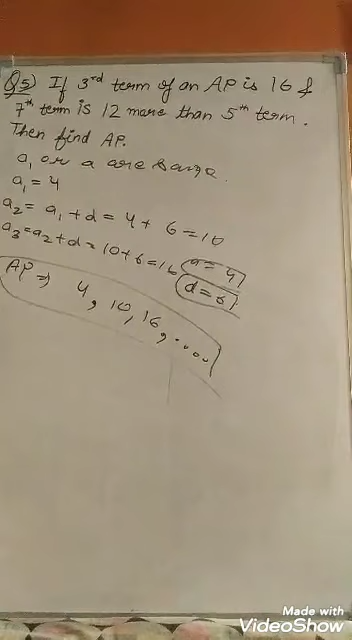 Q5) If 3rd term of an AP is 16 &
7th term is 12 more than 5th term.
Then find AP.
a, or a are same.
a₁ = 4
a₂ = a₁ + d = 4 + 6 = 10
a₃ = a₂ + d = 10 + 6 = 16
a = 4
d = 6
AP ⇒ 4, 10, 16, .....
Made with
VideoShow